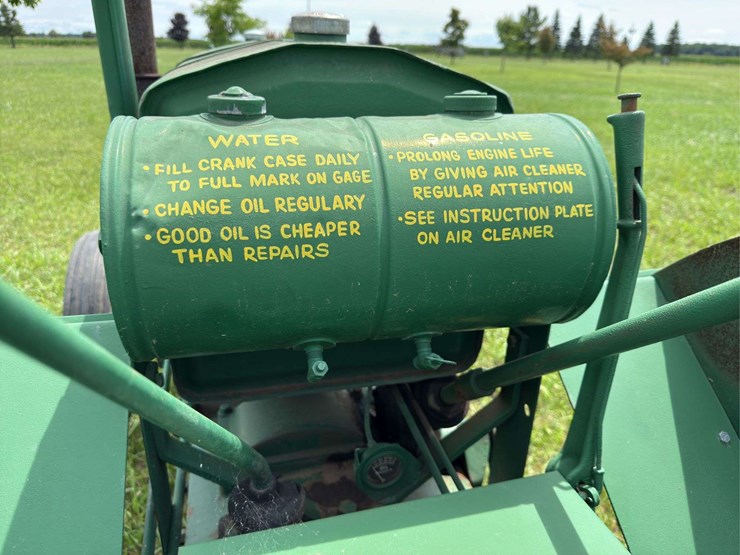 WATER
• FILL CRANK CASE DAILY
TO FULL MARK ON GAGE
• CHANGE OIL REGULARY
• GOOD OIL IS CHEAPER
THAN REPAIRS
GASOLINE
• PROLONG ENGINE LIFE
BY GIVING AIR CLEANER
REGULAR ATTENTION
• SEE INSTRUCTION PLATE
ON AIR CLEANER